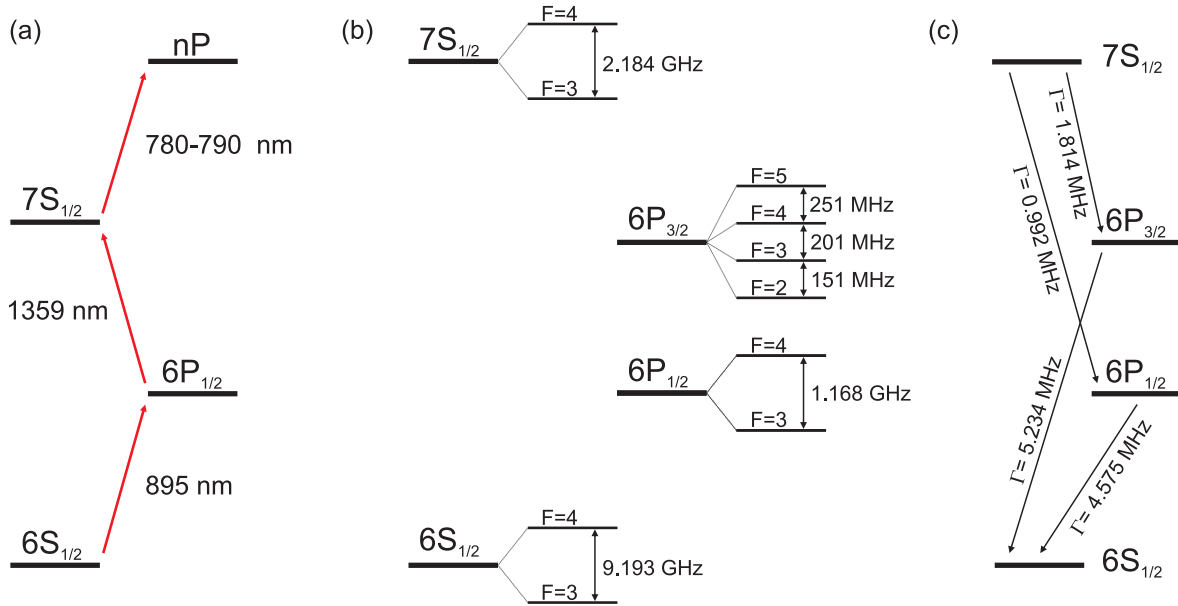 (a)
nP
780-790 nm
7S1/2
1359 nm
6P1/2
895 nm
6S1/2
(b)
7S1/2
F=4
2.184 GHz
F=3
6P3/2
F=5
251 MHz
F=4
201 MHz
F=3
151 MHz
F=2
6P1/2
F=4
1.168 GHz
F=3
6S1/2
F=4
9.193 GHz
F=3
(c)
7S1/2
Γ= 1.814 MHz
Γ= 0.992 MHz
6P3/2
6P1/2
Γ= 5.234 MHz
Γ= 4.575 MHz
6S1/2